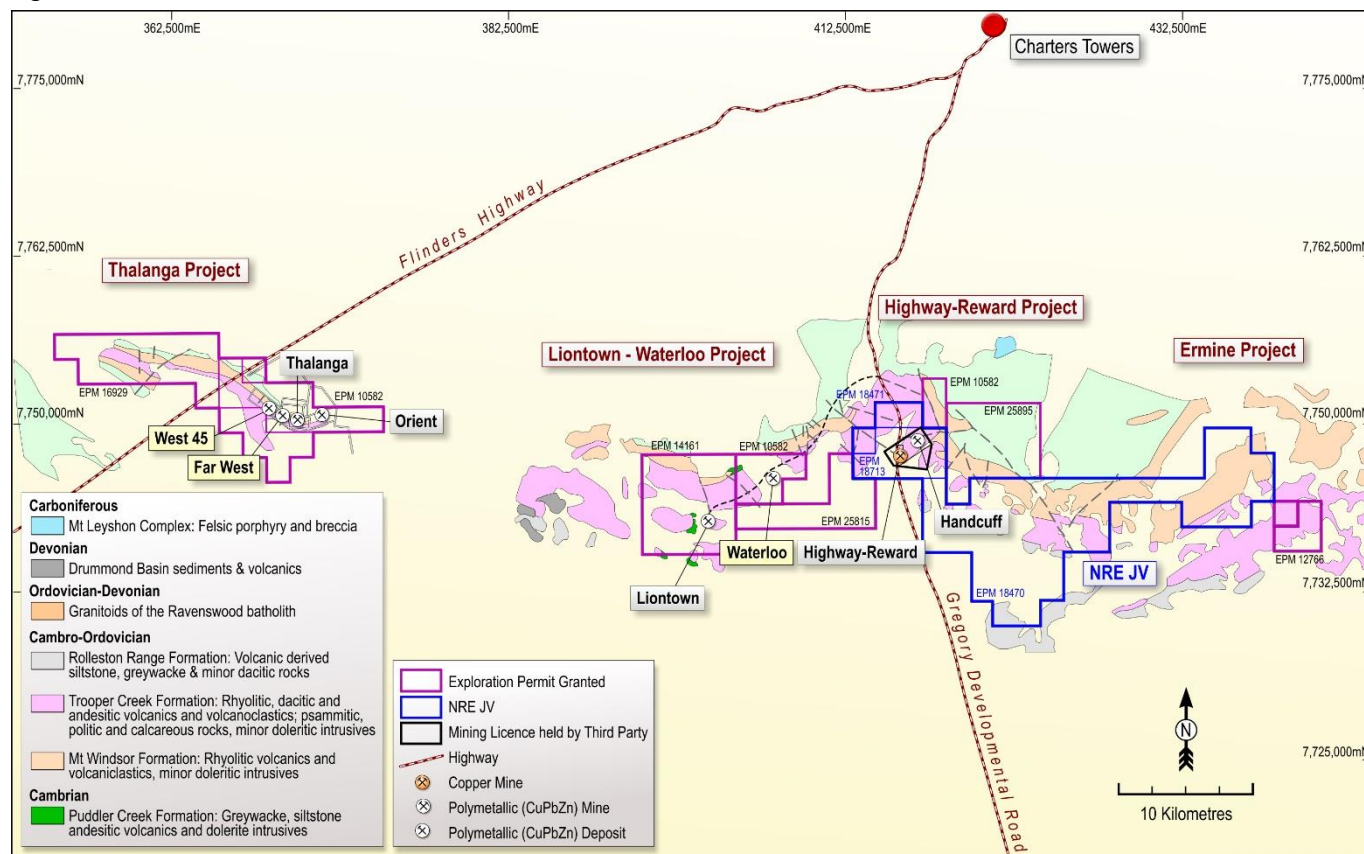 362,500mE
382,500mE
412,500mE
432,500mE
Charters Towers
7,775,000mN
7,775,000mN
Flinders Highway
7,762,500mN
7,762,500mN
Thalanga Project
Highway-Reward Project
Liontown - Waterloo Project
Ermine Project
Thalanga
EPM 16929
EPM 10582
EPM 18471
EPM 10582
EPM 25895
7,750,000mN
7,750,000mN
Orient
West 45
Far West
EPM 14161
EPM 10582
EPM 18713
EPM 25815
Handcuff
Waterloo
Highway-Reward
Liontown
NRE JV
EPM 12766
EPM 18470
7,732,500mN
Gregory Developmental Road
7,725,000mN
Carboniferous
Mt Leyshon Complex: Felsic porphyry and breccia
Devonian
Drummond Basin sediments & volcanics
Ordovician-Devonian
Granitoids of the Ravenswood batholith
Cambro-Ordovician
Rolleston Range Formation: Volcanic derived
siltstone, greywacke & minor dacitic rocks
Trooper Creek Formation: Rhyolitic, dacitic and
andesitic volcanics and volcanoclastics; psammitic,
politic and calcareous rocks, minor doleritic intrusives
Mt Windsor Formation: Rhyolitic volcanics and
volcaniclastics, minor doleritic intrusives
Cambrian
Puddler Creek Formation: Greywacke, siltstone
andesitic volcanics and dolerite intrusives
Exploration Permit Granted
NRE JV
Mining Licence held by Third Party
Highway
Copper Mine
Polymetallic (CuPbZn) Mine
Polymetallic (CuPbZn) Deposit
N
10 Kilometres